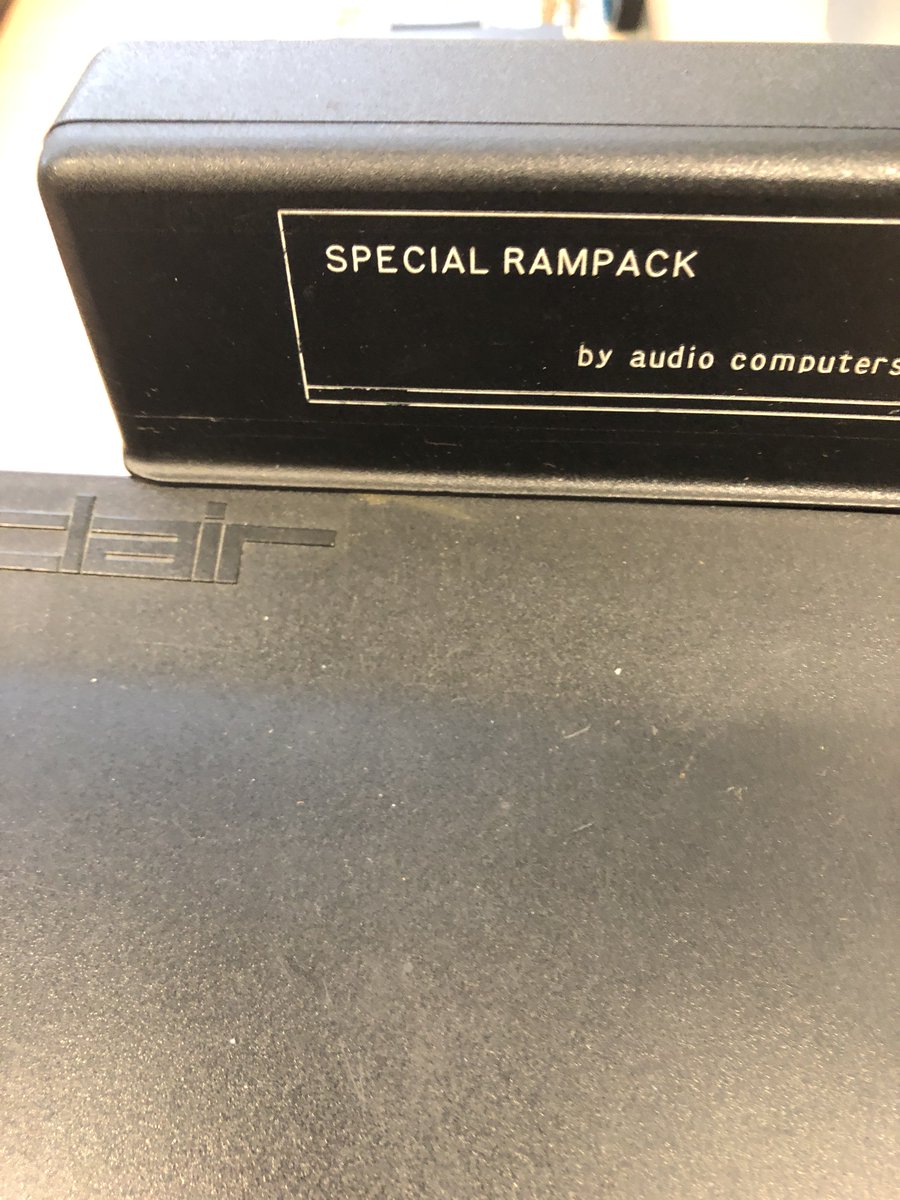 SPECIAL RAMPACK
by audio computers
clair